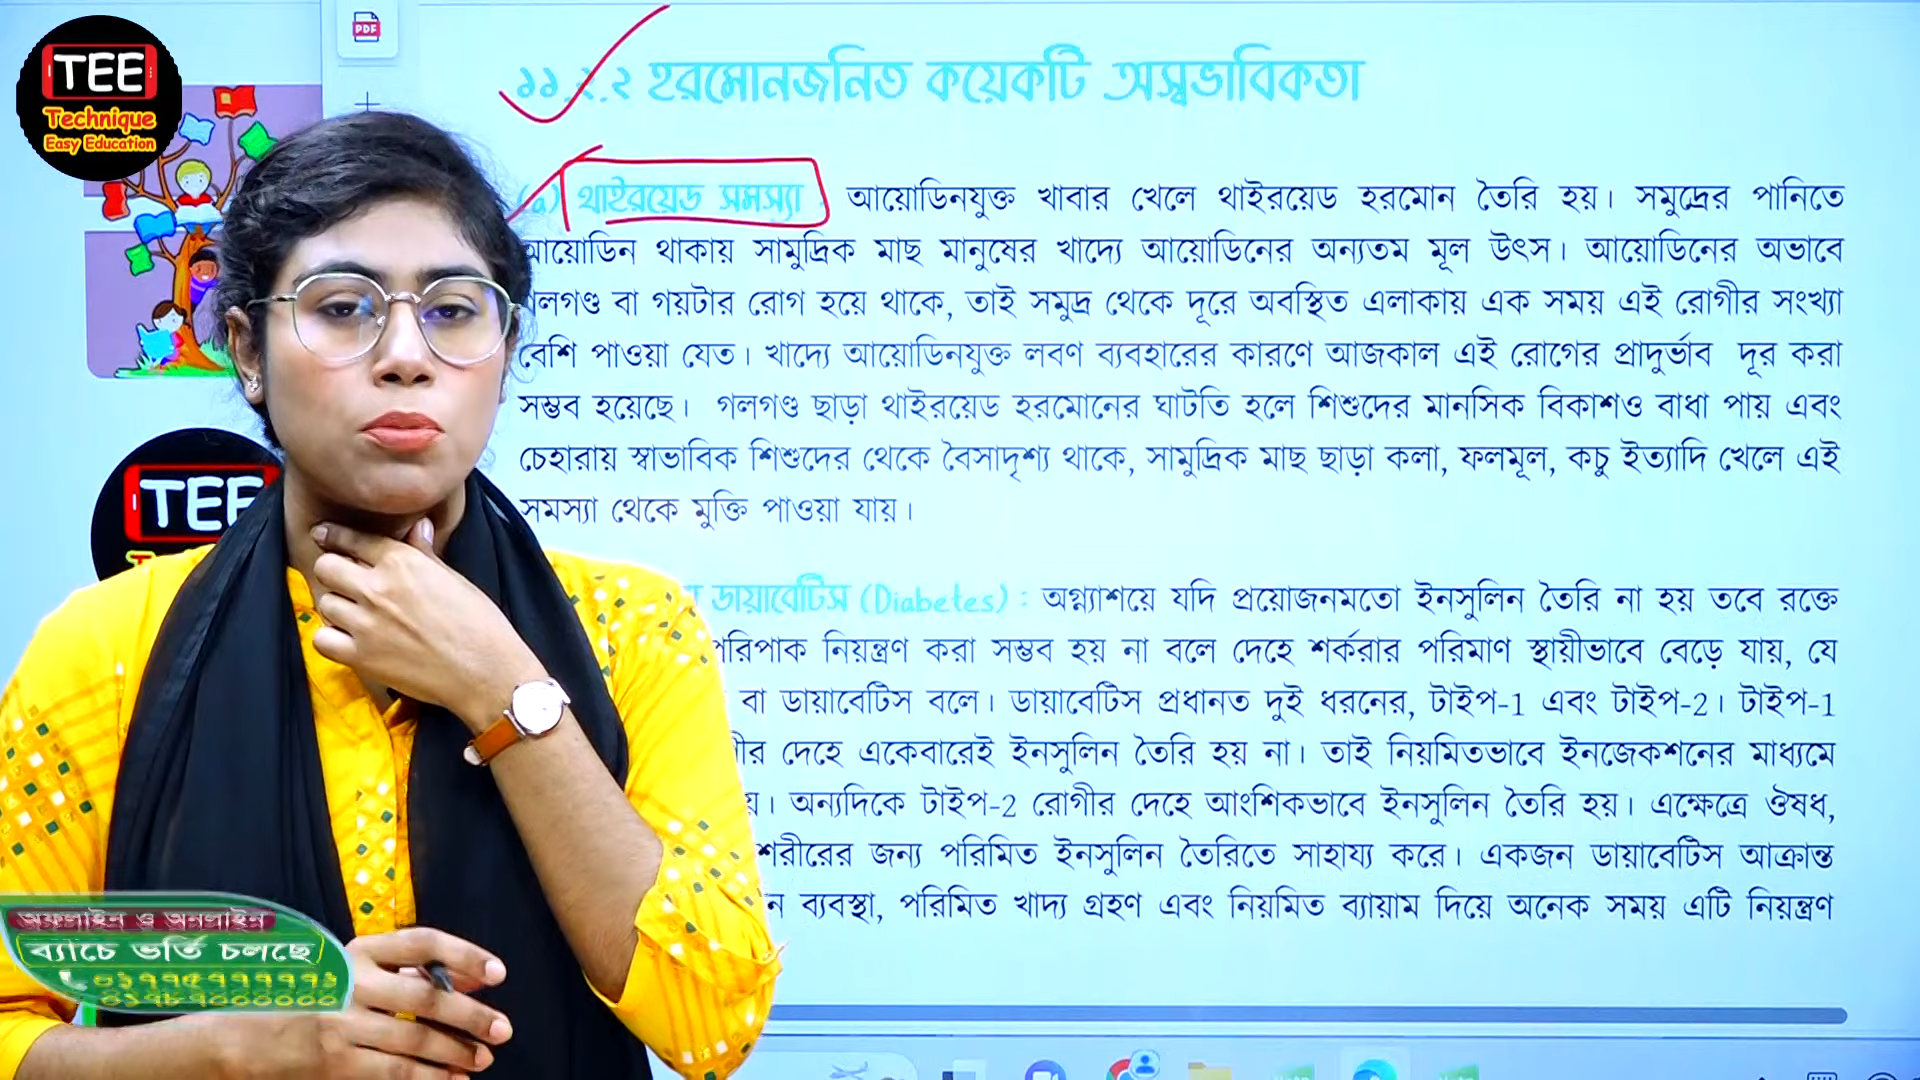 TEE
Technique
Easy Education
PDF
১১.২.২ হরমোনজনিত কয়েকটি অস্বভাবিকতা
(a) থাইরয়েড সমস্যা : আয়োডিনযুক্ত খাবার খেলে থাইরয়েড হরমোন তৈরি হয়। সমুদ্রের পানিতে
আয়োডিন থাকায় সামুদ্রিক মাছ মানুষের খাদ্যে আয়োডিনের অন্যতম মূল উৎস। আয়োডিনের অভাবে
গলগণ্ড বা গয়টার রোগ হয়ে থাকে, তাই সমুদ্র থেকে দূরে অবস্থিত এলাকায় এক সময় এই রোগীর সংখ্যা
বেশি পাওয়া যেত। খাদ্যে আয়োডিনযুক্ত লবণ ব্যবহারের কারণে আজকাল এই রোগের প্রাদুর্ভাব দূর করা
সম্ভব হয়েছে। গলগণ্ড ছাড়া থাইরয়েড হরমোনের ঘাটতি হলে শিশুদের মানসিক বিকাশও বাধা পায় এবং
চেহারায় স্বাভাবিক শিশুদের থেকে বৈসাদৃশ্য থাকে, সামুদ্রিক মাছ ছাড়া কলা, ফলমূল, কচু ইত্যাদি খেলে এই
সমস্যা থেকে মুক্তি পাওয়া যায়।
TEE
ডায়াবেটিস (Diabetes) : অগ্ন্যাশয়ে যদি প্রয়োজনমতো ইনসুলিন তৈরি না হয় তবে রক্তে
পরিপাক নিয়ন্ত্রণ করা সম্ভব হয় না বলে দেহে শর্করার পরিমাণ স্থায়ীভাবে বেড়ে যায়, যে
বা ডায়াবেটিস বলে। ডায়াবেটিস প্রধানত দুই ধরনের, টাইপ-1 এবং টাইপ-2। টাইপ-1
দেহে একেবারেই ইনসুলিন তৈরি হয় না। তাই নিয়মিতভাবে ইনজেকশনের মাধ্যমে
অন্যদিকে টাইপ-2 রোগীর দেহে আংশিকভাবে ইনসুলিন তৈরি হয়। এক্ষেত্রে ঔষধ,
শরীরের জন্য পরিমিত ইনসুলিন তৈরিতে সাহায্য করে। একজন ডায়াবেটিস আক্রান্ত
ব্যবস্থা, পরিমিত খাদ্য গ্রহণ এবং নিয়মিত ব্যায়াম দিয়ে অনেক সময় এটি নিয়ন্ত্রণ
অফলাইন ও অনলাইন
ব্যাচে ভর্তি চলছে